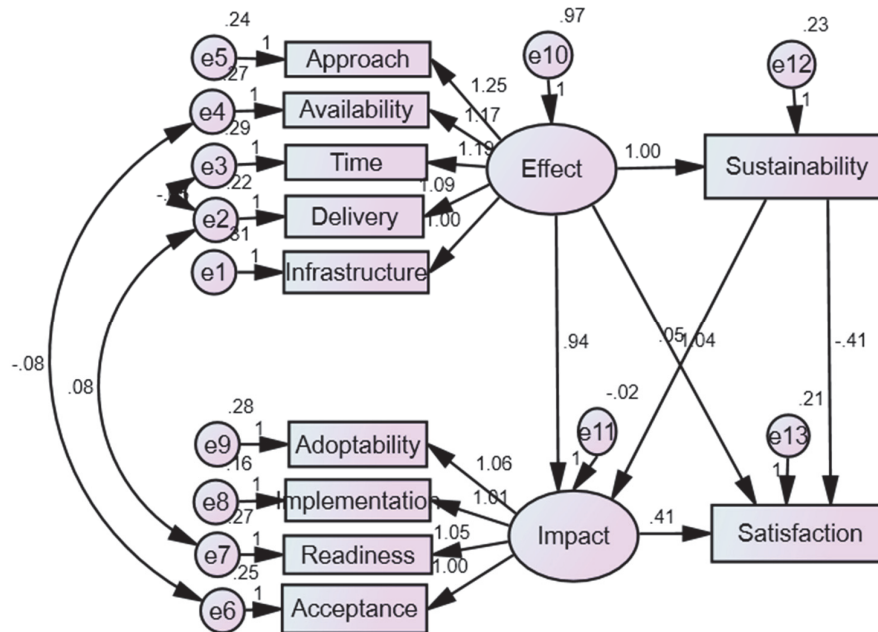 .24
e5
1
Approach
.27
e4
1
Availability
.29
e3
1
Time
.22
e2
1
Delivery
.31
e1
1
Infrastructure
1.25
1.17
1.19
1.09
1.00
.97
e10
1
Effect
1.00
.23
e12
1
Sustainability
-.08
.08
.94
.05
1.04
-.41
.28
e9
1
Adoptability
.16
e8
1
Implementation
.27
e7
1
Readiness
.25
e6
1
Acceptance
1.06
1.01
1.05
1.00
-.02
e11
1
Impact
.41
.21
e13
1
Satisfaction